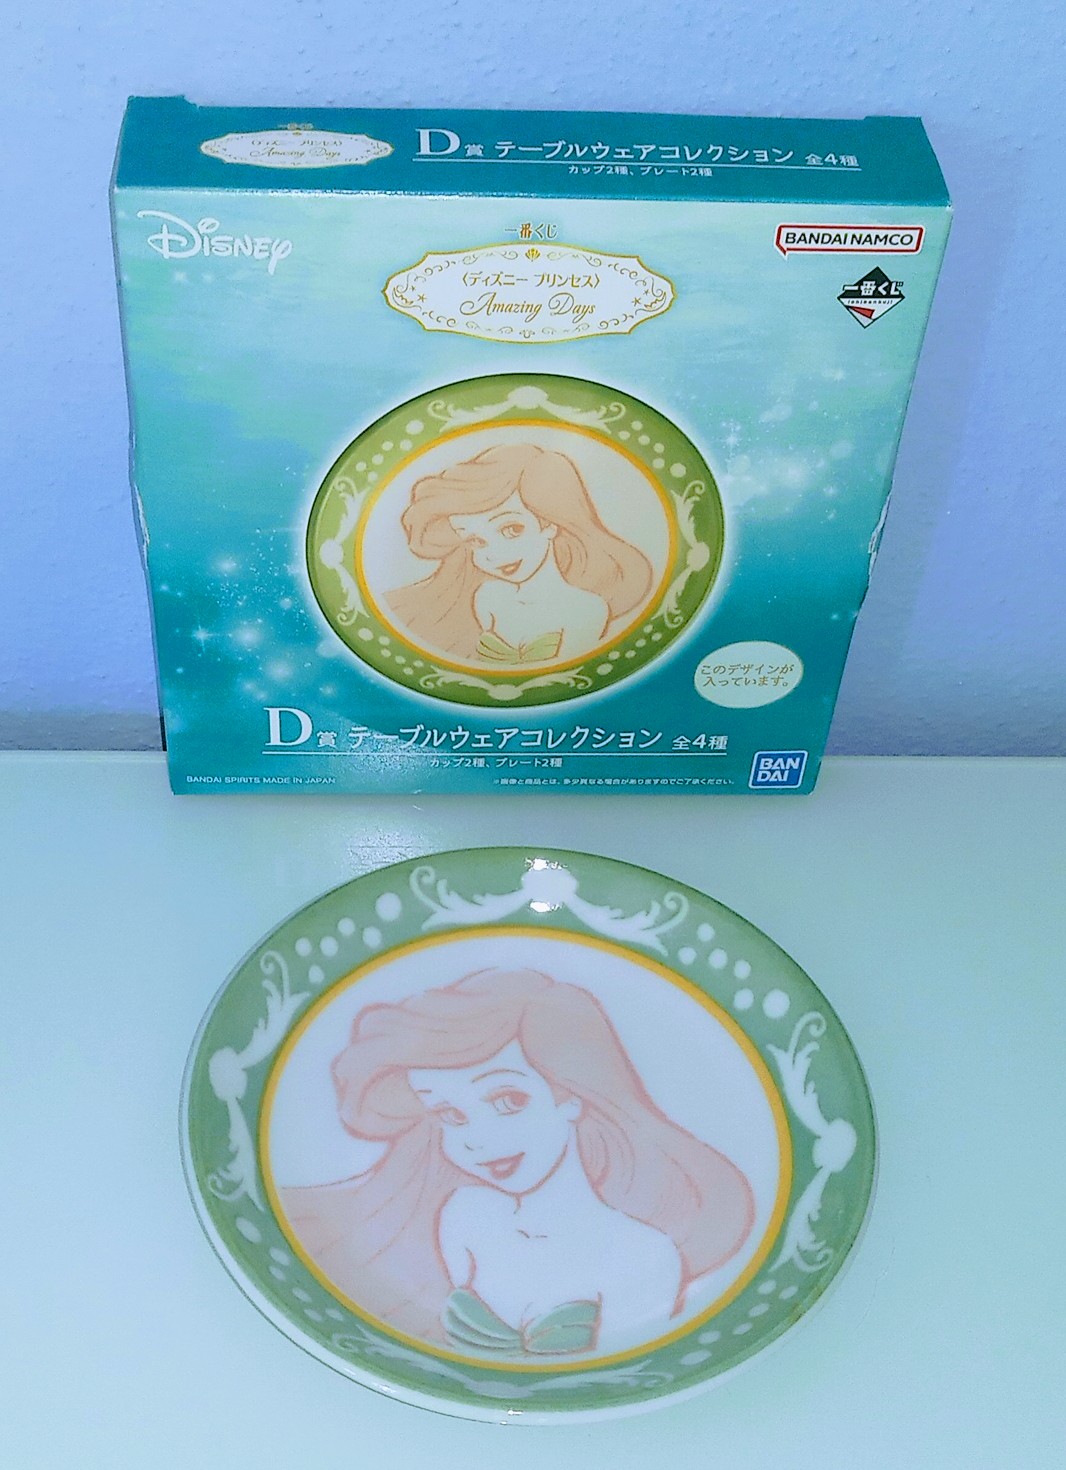 一番くじ
〈ディズニー プリンセス〉
Amazing Days
D賞 テーブルウェアコレクション 全4種
カップ2種、プレート2種
Disney
一番くじ
〈ディズニー プリンセス〉
Amazing Days
BANDAI NAMCO
一番くじ
ichibankuji
このデザインが
入っています。
D賞 テーブルウェアコレクション 全4種
カップ2種、プレート2種
BANDAI SPIRITS MADE IN JAPAN
※画像と商品とは、多少異なる場合がありますのでご了承ください。
BAN
DAI